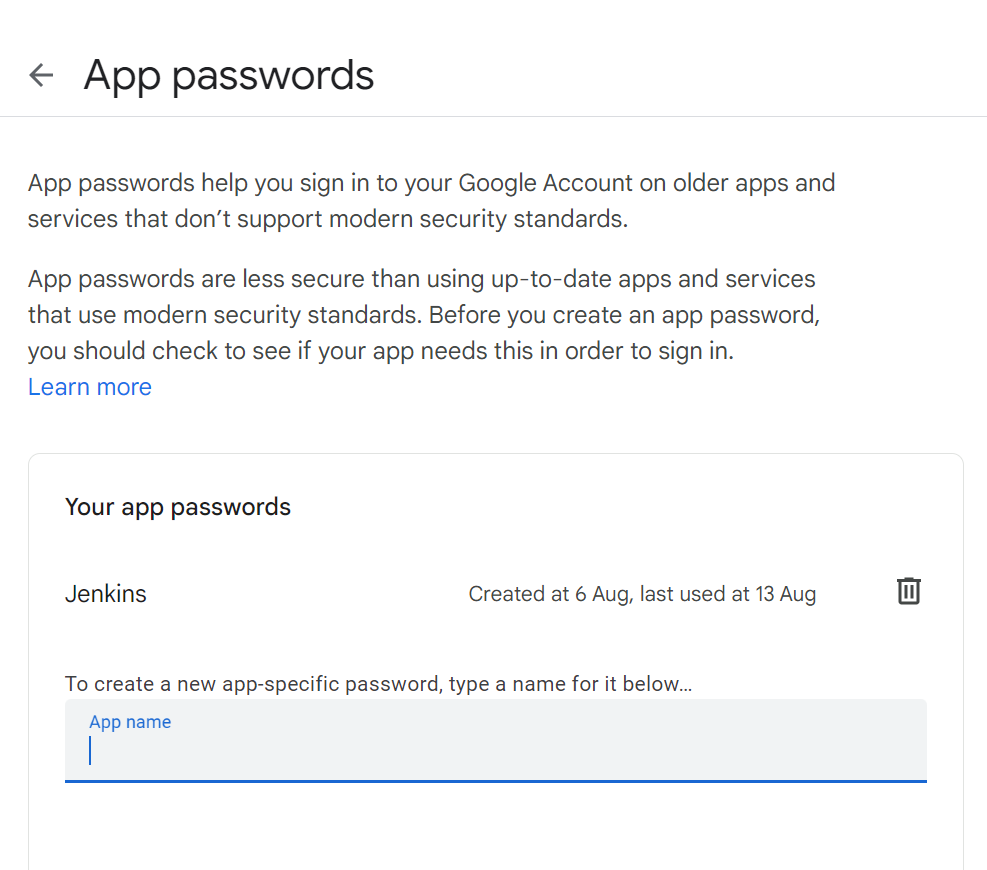 App passwords
App passwords help you sign in to your Google Account on older apps and
services that don’t support modern security standards.
App passwords are less secure than using up-to-date apps and services
that use modern security standards. Before you create an app password,
you should check to see if your app needs this in order to sign in.
Learn more
Your app passwords
Jenkins Created at 6 Aug, last used at 13 Aug
To create a new app-specific password, type a name for it below…
App name